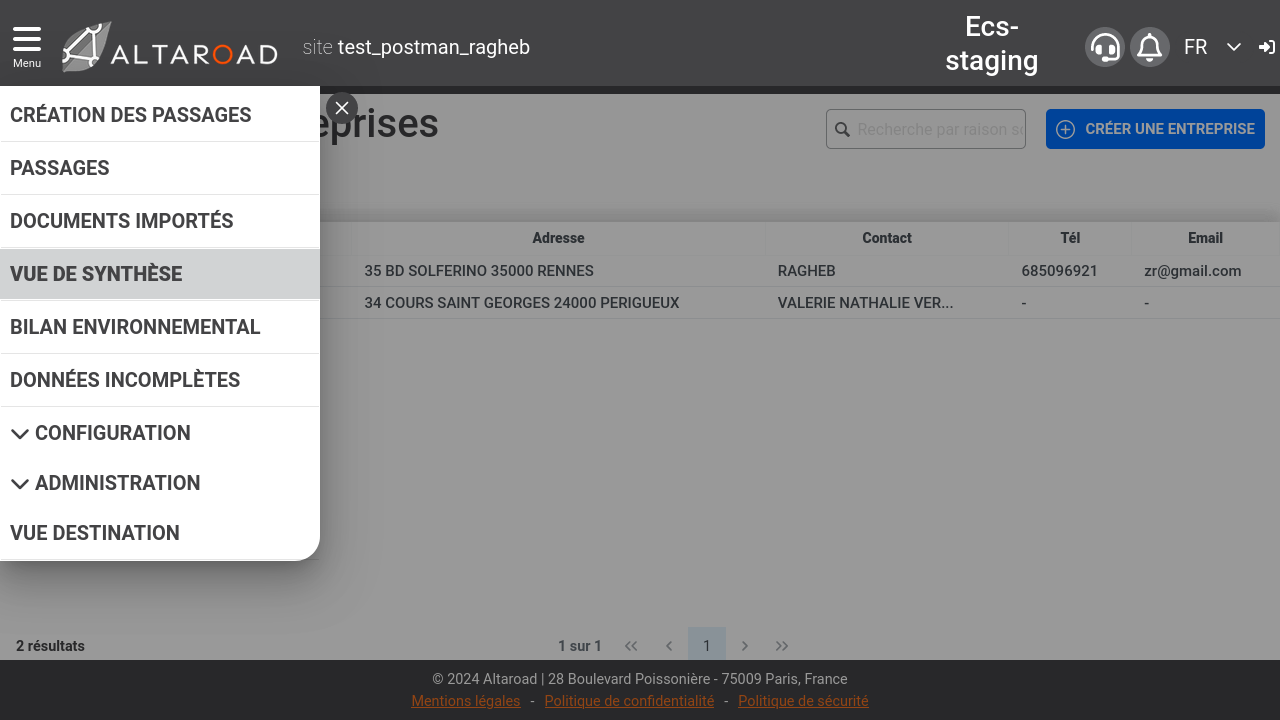 Menu
ALTAROAD
site test_postman_ragheb
Ecs-
staging
FR
CRÉATION DES PASSAGES
PASSAGES
DOCUMENTS IMPORTÉS
VUE DE SYNTHÈSE
BILAN ENVIRONNEMENTAL
DONNÉES INCOMPLÈTES
CONFIGURATION
ADMINISTRATION
VUE DESTINATION
eprises
Recherche par raison so
CRÉER UNE ENTREPRISE
Adresse Contact Tél Email
35 BD SOLFERINO 35000 RENNES RAGHEB 685096921 zr@gmail.com
34 COURS SAINT GEORGES 24000 PERIGUEUX VALERIE NATHALIE VER... - -
2 résultats
1 sur 1
1
© 2024 Altaroad | 28 Boulevard Poissonière - 75009 Paris, France
Mentions légales - Politique de confidentialité - Politique de sécurité